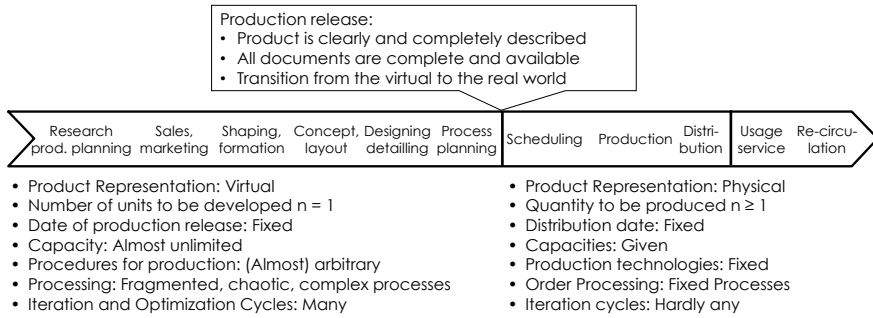 Production release:
• Product is clearly and completely described
• All documents are complete and available
• Transition from the virtual to the real world
Research prod. planning
Sales, marketing
Shaping, formation
Concept, layout
Designing detailling
Process planning
Scheduling
Production
Distri-bution
Usage service
Re-circu-lation
• Product Representation: Virtual
• Number of units to be developed n = 1
• Date of production release: Fixed
• Capacity: Almost unlimited
• Procedures for production: (Almost) arbitrary
• Processing: Fragmented, chaotic, complex processes
• Iteration and Optimization Cycles: Many
• Product Representation: Physical
• Quantity to be produced n ≥ 1
• Distribution date: Fixed
• Capacities: Given
• Production technologies: Fixed
• Order Processing: Fixed Processes
• Iteration cycles: Hardly any